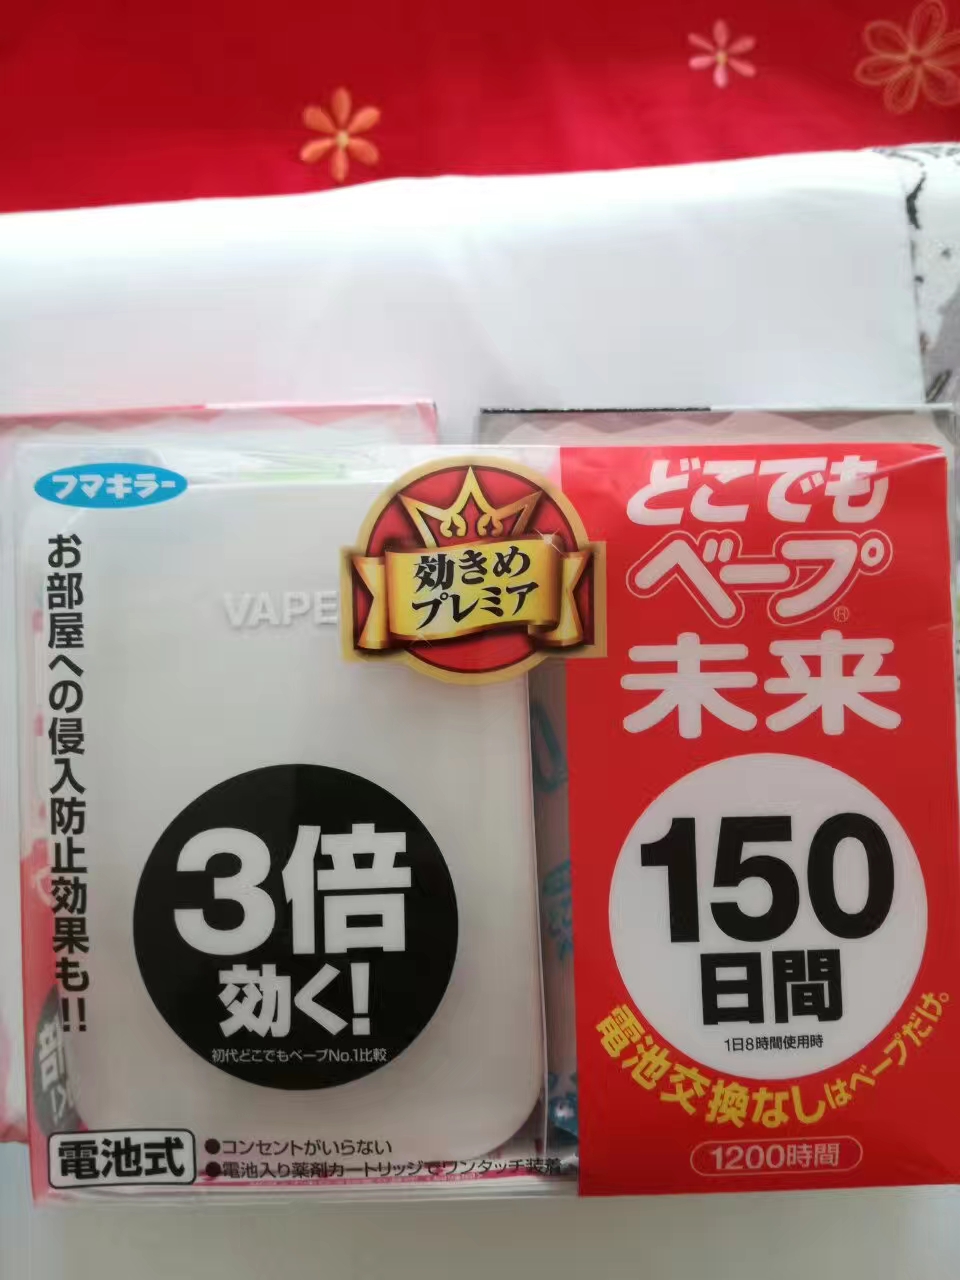 フマキラー
お部屋への侵入防止効果も!!
VAPE
効きめ
プレミア
3倍
効く!
初代どこでもベープNo.1比較
電池式
●コンセントがいらない
●電池入り薬剤カートリッジでワンタッチ装着
どこでも
ベープ®
未来
150
日間
1日8時間使用時
電池交換なしはベープだけ。
1200時間